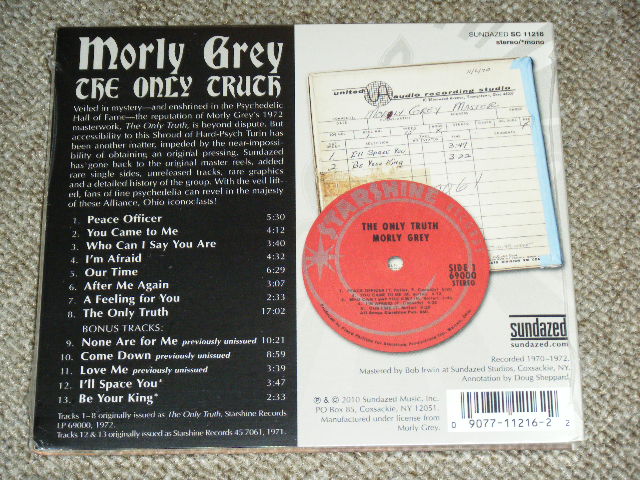 Morly Grey
THE ONLY TRUTH
Veiled in mystery—and enshrined in the Psychedelic
Hall of Fame—the reputation of Morly Grey's 1972
masterwork, The Only Truth, is beyond dispute. But
accessibility to this Shroud of Hard-Psych Turin has
been another matter, impeded by the near-impossi-
bility of obtaining an original pressing. Sundazed
has gone back to the original master reels, added
rare single sides, unreleased tracks, rare graphics
and a detailed history of the group. With the veil lift-
ed, fans of fine psychedelia can revel in the majesty
of these Alliance, Ohio iconoclasts!
1. Peace Officer 5:30
2. You Came to Me 4:12
3. Who Can I Say You Are 3:40
4. I'm Afraid 4:32
5. Our Time 6:29
6. After Me Again 3:07
7. A Feeling for You 2:33
8. The Only Truth 17:02
BONUS TRACKS:
9. None Are for Me previously unissued 10:21
10. Come Down previously unissued 8:59
11. Love Me previously unissued 3:39
12. I'll Space You* 3:47
13. Be Your King* 2:33
Tracks 1–8 originally issued as The Only Truth, Starshine Records
LP 69000, 1972.
Tracks 12 & 13 originally issued as Starshine Records 45 7061, 1971.
SUNDAZED SC 11216
stereo/*mono
11/4/70
united audio recording studio
MORLY GREY MASTER
1 I'll Space You 3:49
2 Be Your King 3:22
STARSHINE
THE ONLY TRUTH
MORLY GREY
SIDE 1
69000
STEREO
sundazed
sundazed.com
Recorded 1970–1972.
Mastered by Bob Irwin at Sundazed Studios, Coxsackie, NY.
Annotation by Doug Sheppard.
℗ & © 2010 Sundazed Music, Inc.
PO Box 85, Coxsackie, NY 12051.
Manufactured under license from
Morly Grey.
0 9077-11216-2 2